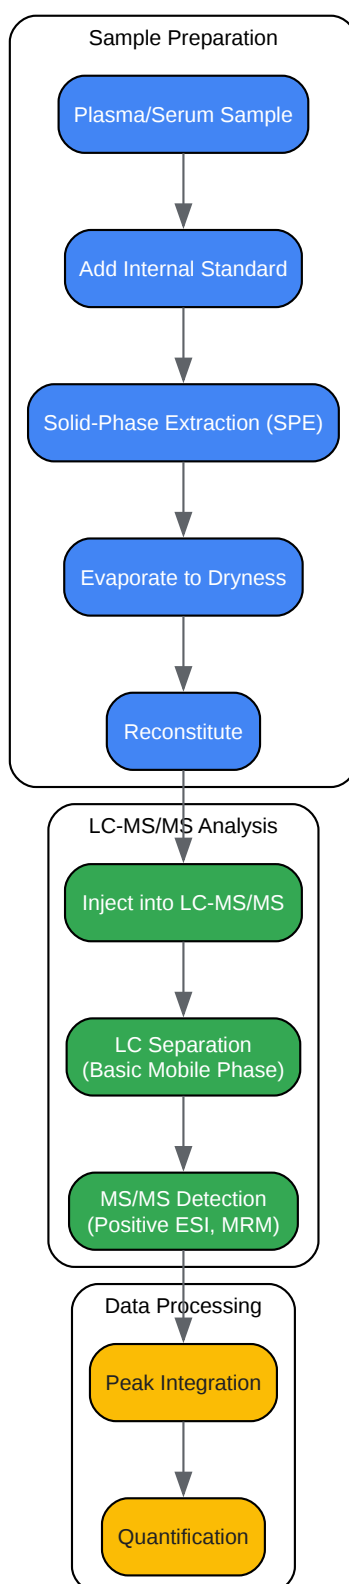 Sample Preparation
Plasma/Serum Sample
Add Internal Standard
Solid-Phase Extraction (SPE)
Evaporate to Dryness
Reconstitute
LC-MS/MS Analysis
Inject into LC-MS/MS
LC Separation
(Basic Mobile Phase)
MS/MS Detection
(Positive ESI, MRM)
Data Processing
Peak Integration
Quantification